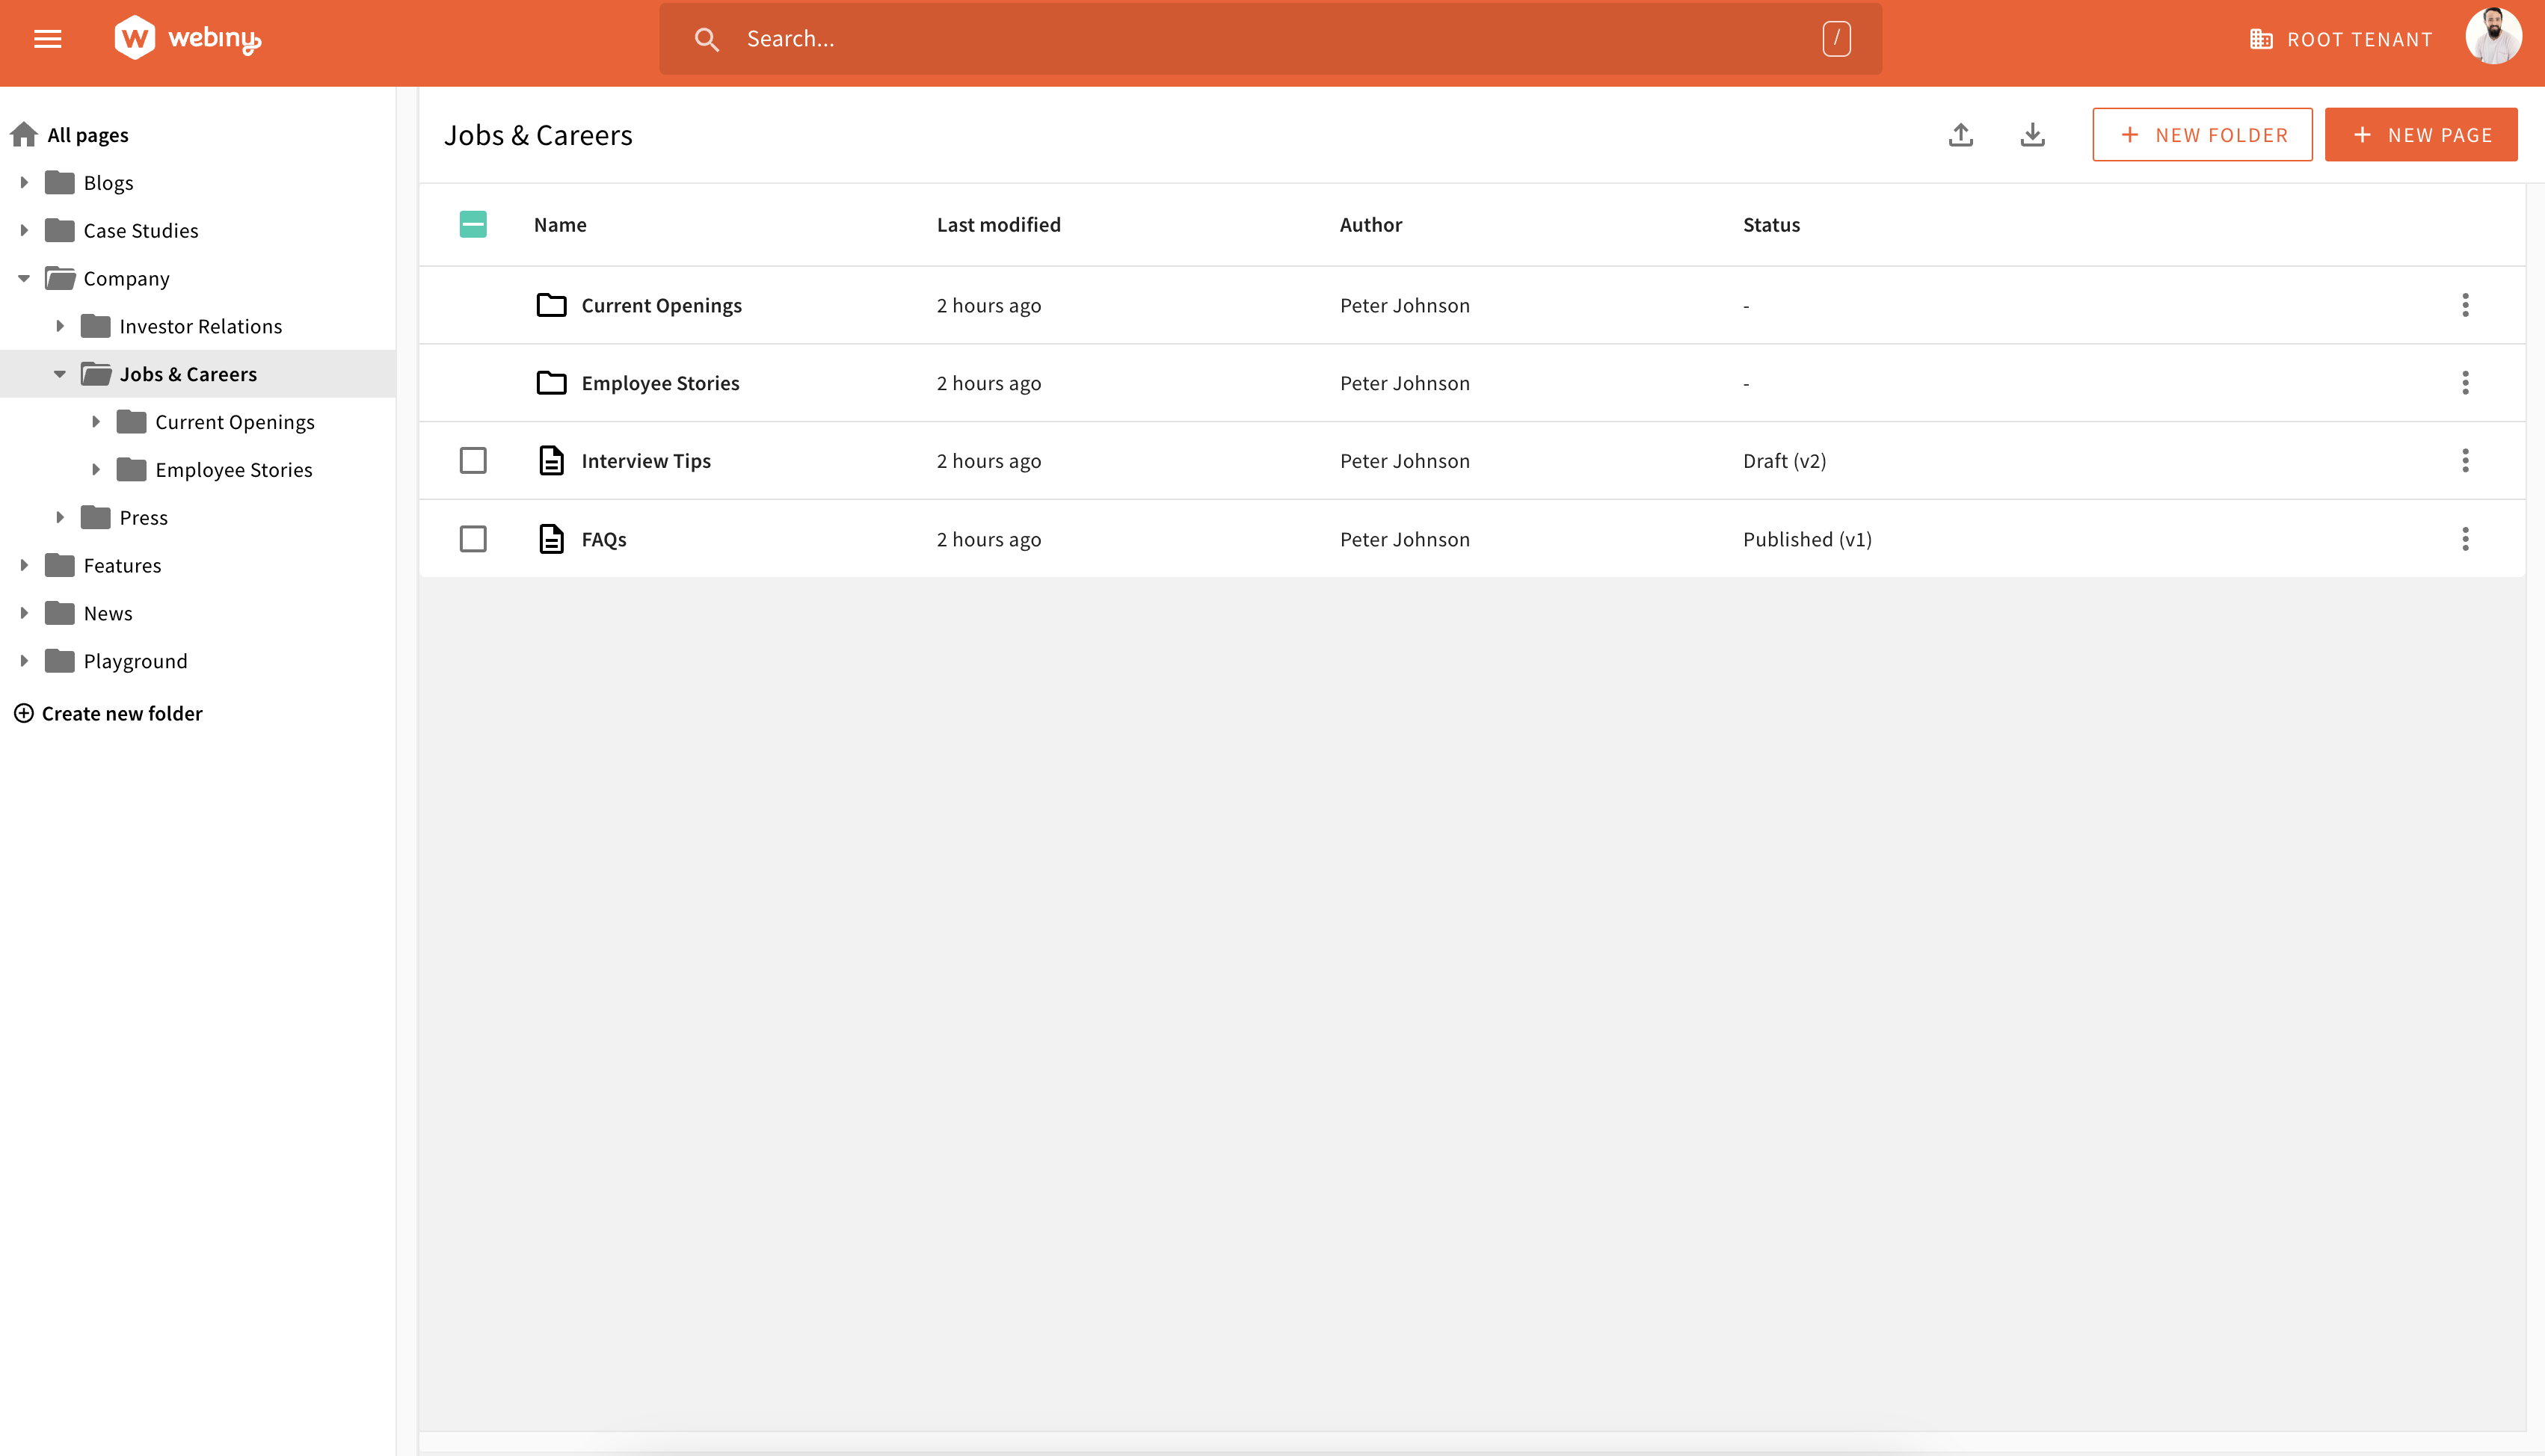 webiny
Search...
/
ROOT TENANT
All pages
Blogs
Case Studies
Company
Investor Relations
Jobs & Careers
Current Openings
Employee Stories
Press
Features
News
Playground
Create new folder
Jobs & Careers
+ NEW FOLDER
+ NEW PAGE
Name Last modified Author Status
Current Openings 2 hours ago Peter Johnson -
Employee Stories 2 hours ago Peter Johnson -
Interview Tips 2 hours ago Peter Johnson Draft (v2)
FAQs 2 hours ago Peter Johnson Published (v1)